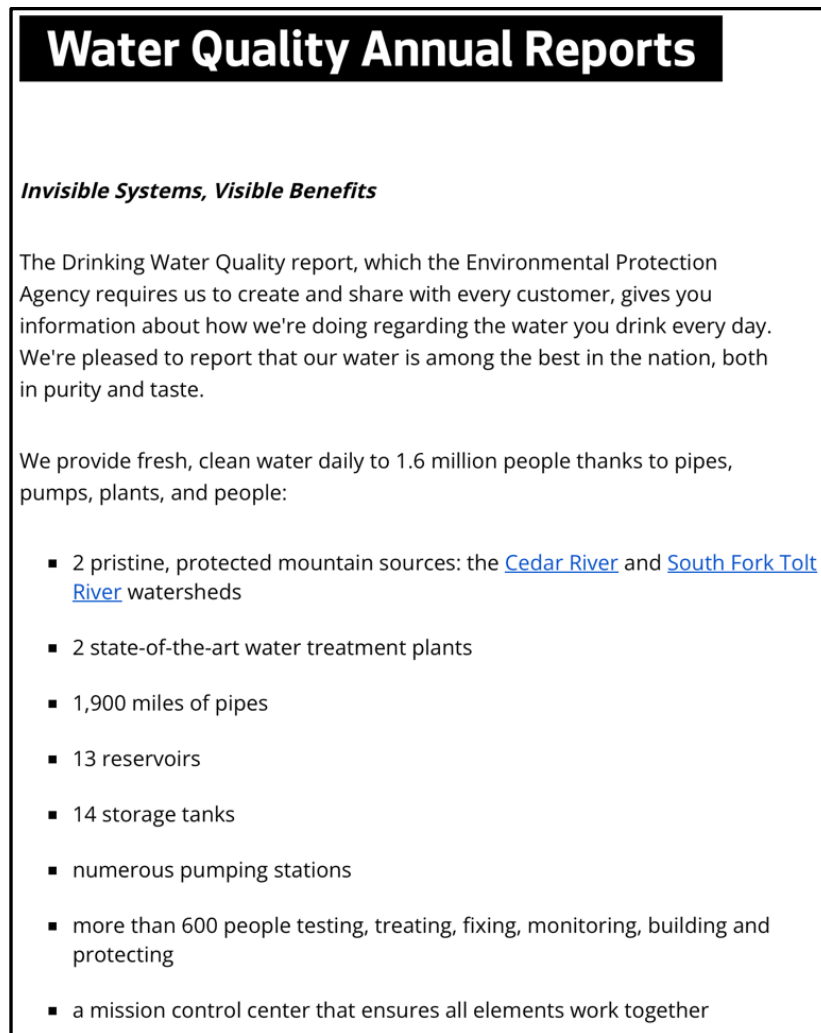 Water Quality Annual Reports
Invisible Systems, Visible Benefits
The Drinking Water Quality report, which the Environmental Protection
Agency requires us to create and share with every customer, gives you
information about how we're doing regarding the water you drink every day.
We're pleased to report that our water is among the best in the nation, both
in purity and taste.
We provide fresh, clean water daily to 1.6 million people thanks to pipes,
pumps, plants, and people:
▪ 2 pristine, protected mountain sources: the Cedar River and South Fork Tolt
River watersheds
▪ 2 state-of-the-art water treatment plants
▪ 1,900 miles of pipes
▪ 13 reservoirs
▪ 14 storage tanks
▪ numerous pumping stations
▪ more than 600 people testing, treating, fixing, monitoring, building and
protecting
▪ a mission control center that ensures all elements work together